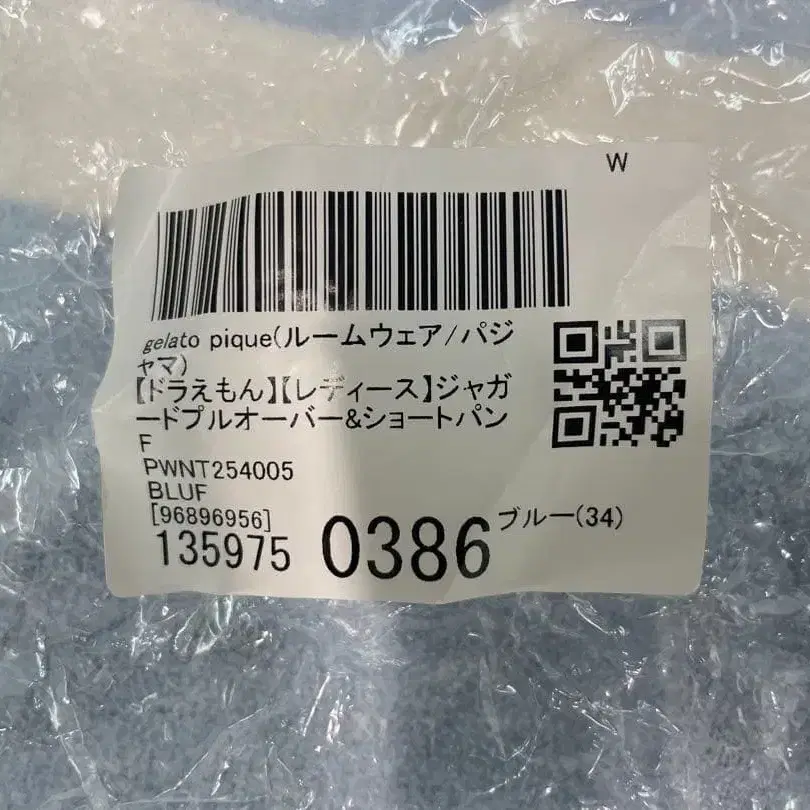 W
gelato pique(ルームウェア/パジ
ャマ)
【ドラえもん】【レディース】ジャガ
ードプルオーバー&ショートパン
F
PWNT254005
BLUF
[96896956]
135975 0386 ブルー(34)